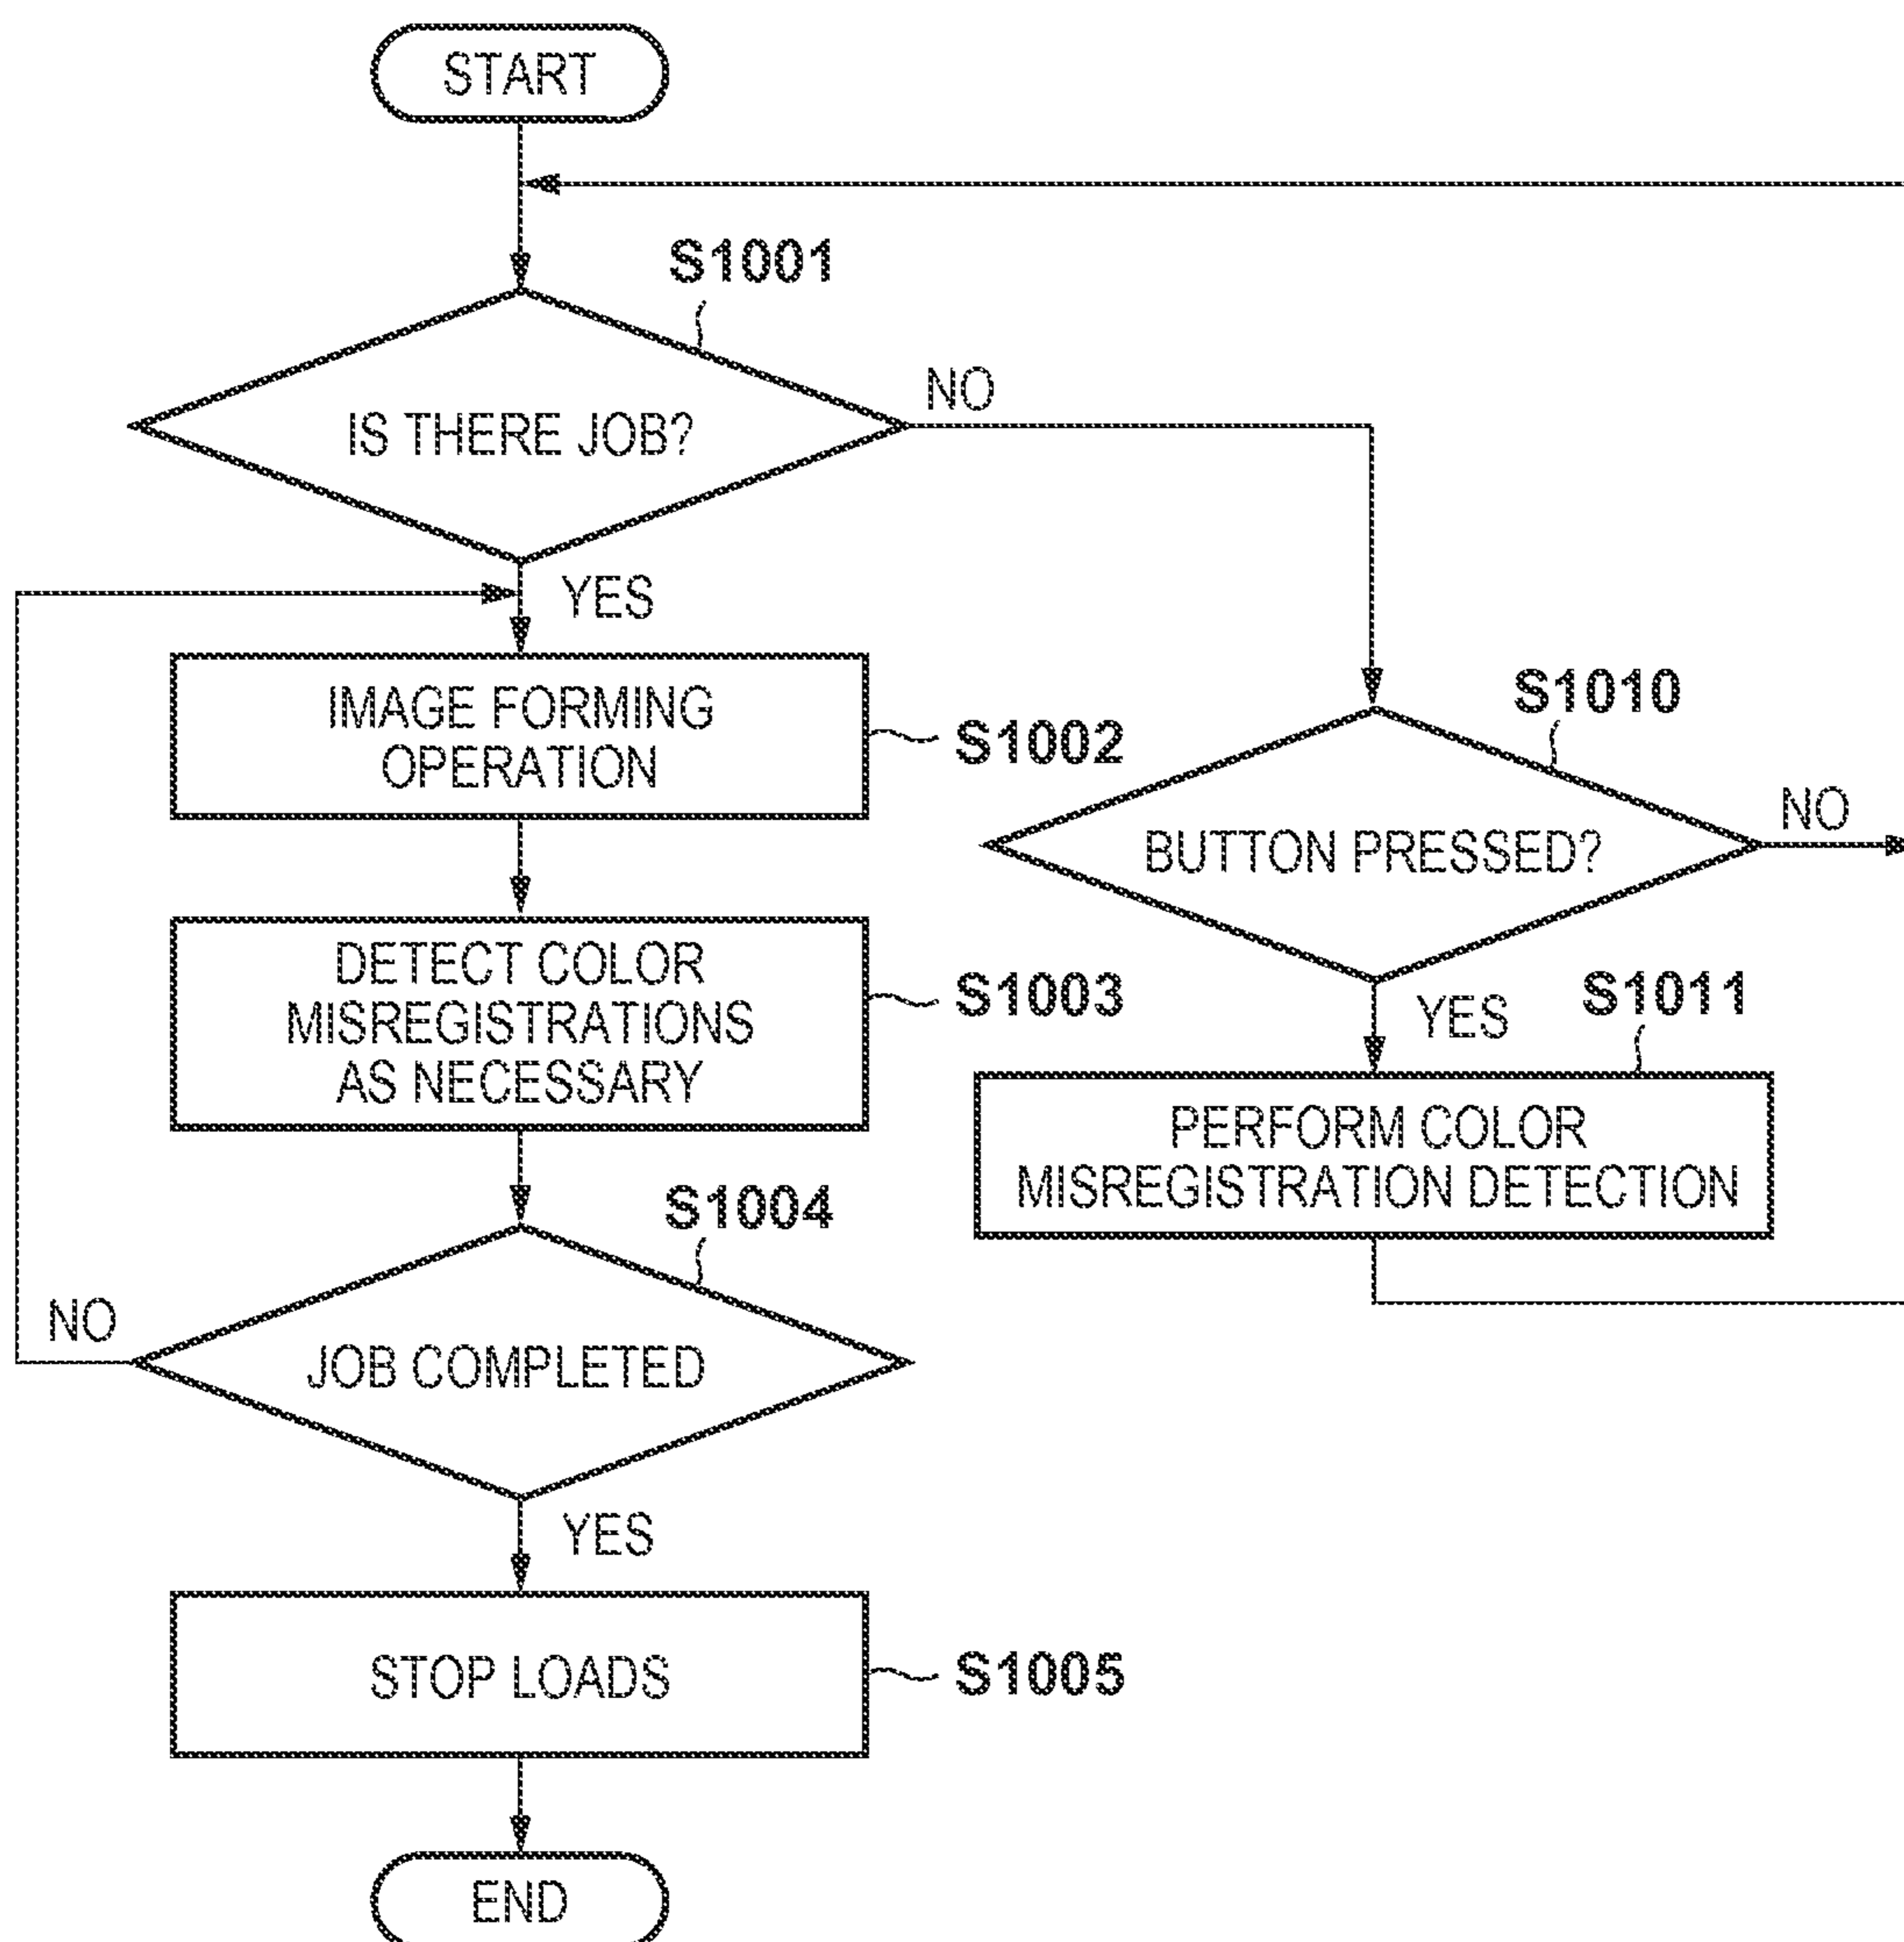 START
S1001
IS THERE JOB?
NO
YES
IMAGE FORMING
OPERATION
S1002
DETECT COLOR
MISREGISTRATIONS
AS NECESSARY
S1003
S1004
JOB COMPLETED
NO
YES
STOP LOADS
S1005
END
S1010
BUTTON PRESSED?
NO
YES
S1011
PERFORM COLOR
MISREGISTRATION DETECTION